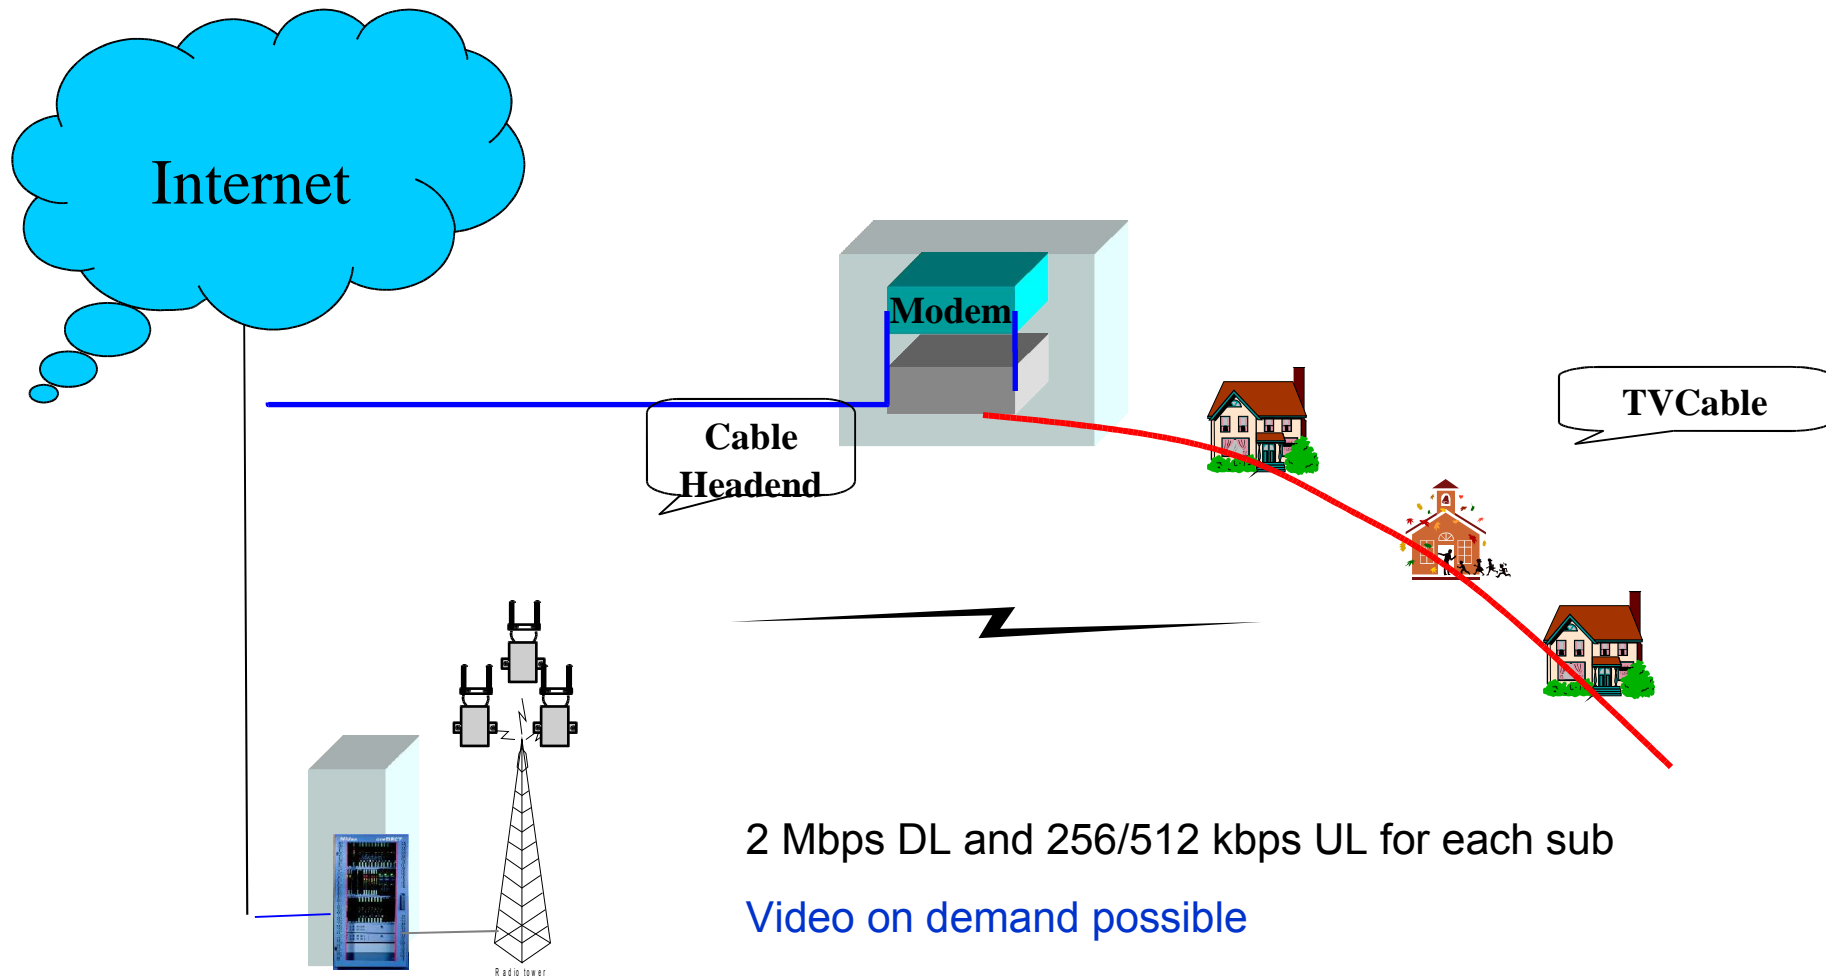 Internet
Modem
Cable
Headend
TVCable
Radio tower
2 Mbps DL and 256/512 kbps UL for each sub
Video on demand possible